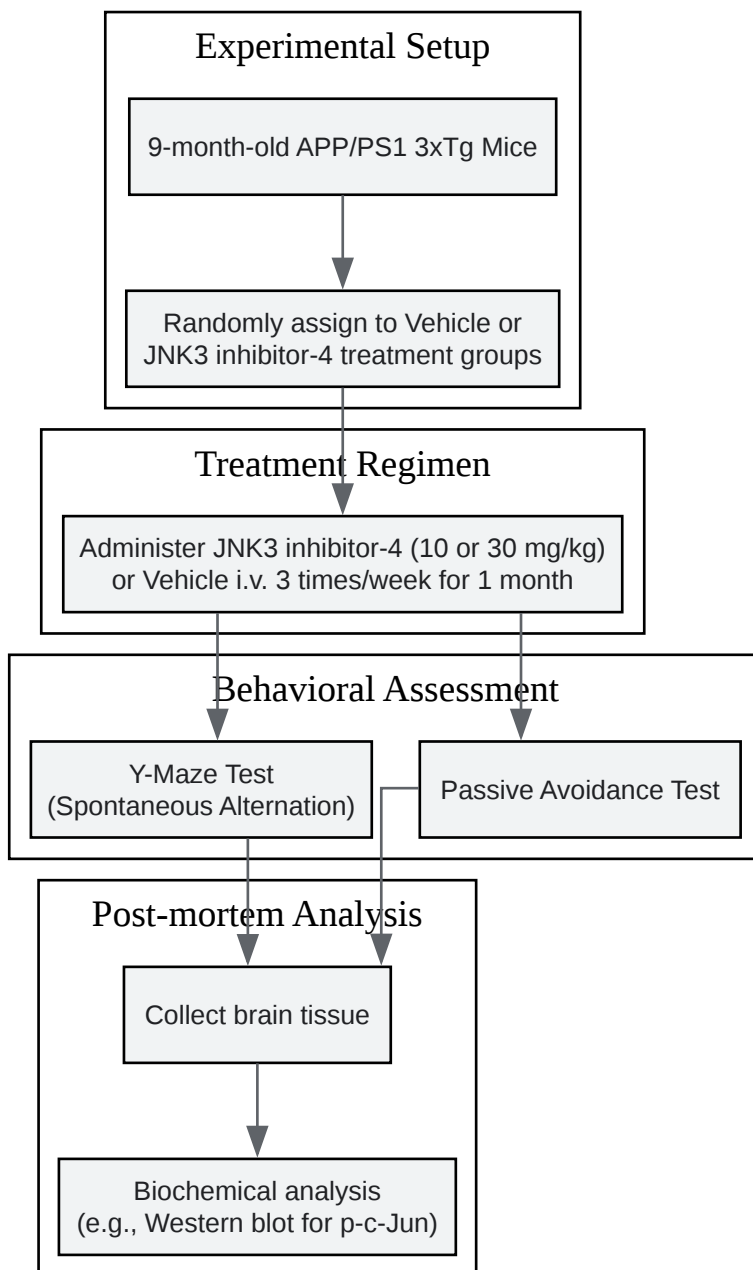 Experimental Setup
9-month-old APP/PS1 3xTg Mice
Randomly assign to Vehicle or
JNK3 inhibitor-4 treatment groups
Treatment Regimen
Administer JNK3 inhibitor-4 (10 or 30 mg/kg)
or Vehicle i.v. 3 times/week for 1 month
Behavioral Assessment
Y-Maze Test
(Spontaneous Alternation)
Passive Avoidance Test
Post-mortem Analysis
Collect brain tissue
Biochemical analysis
(e.g., Western blot for p-c-Jun)